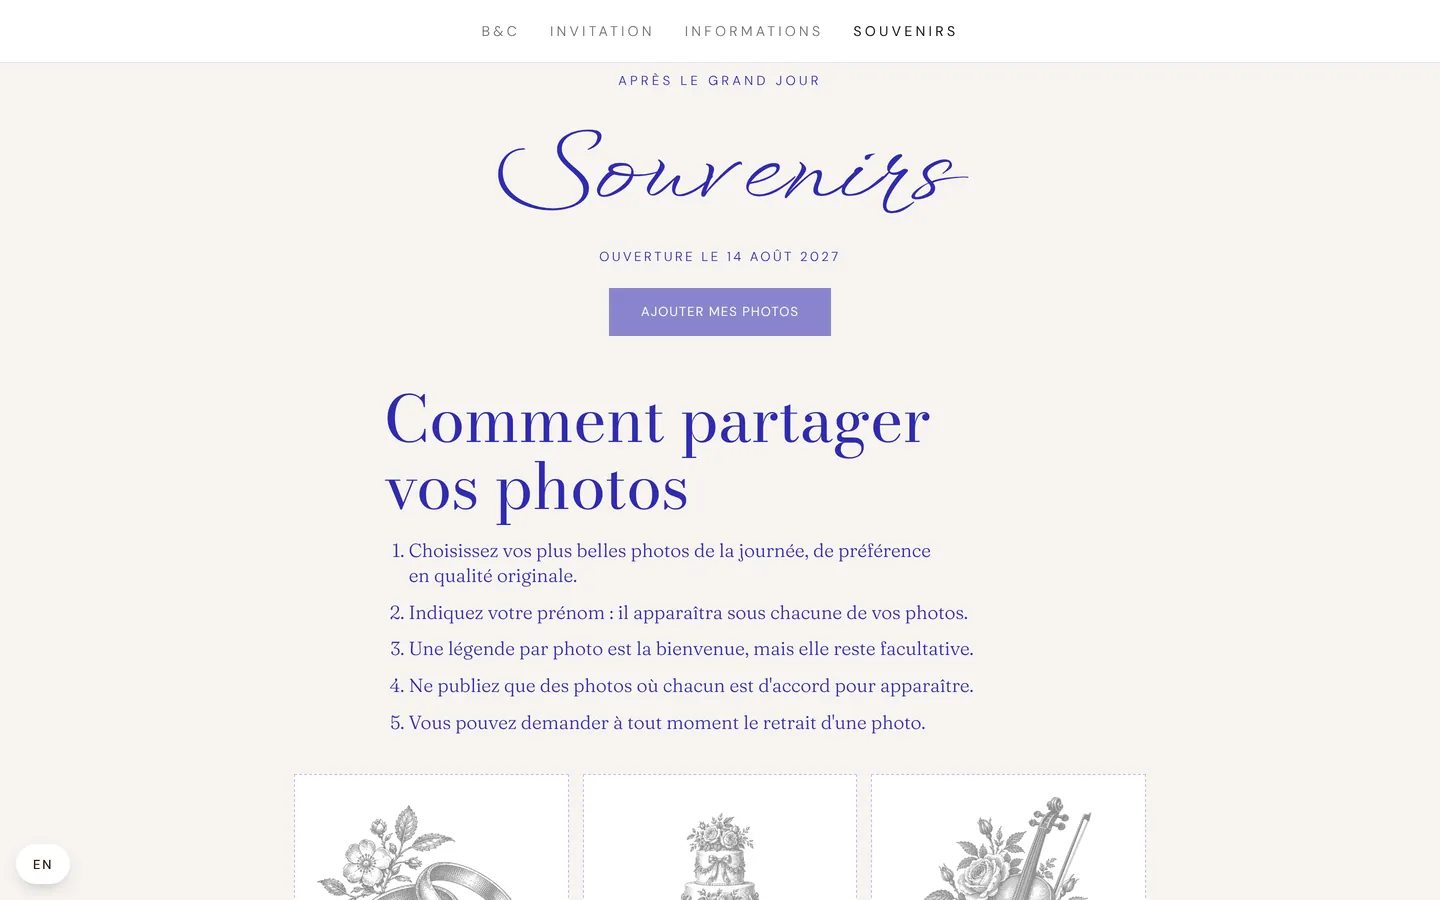 B&C INVITATION INFORMATIONS SOUVENIRS
APRÈS LE GRAND JOUR
Souvenirs
OUVERTURE LE 14 AOÛT 2027
AJOUTER MES PHOTOS
Comment partager
vos photos
1. Choisissez vos plus belles photos de la journée, de préférence
en qualité originale.
2. Indiquez votre prénom : il apparaîtra sous chacune de vos photos.
3. Une légende par photo est la bienvenue, mais elle reste facultative.
4. Ne publiez que des photos où chacun est d'accord pour apparaître.
5. Vous pouvez demander à tout moment le retrait d'une photo.
EN